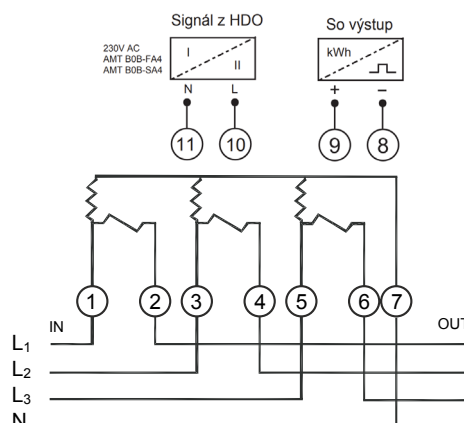 Signál z HDO
So výstup
230V AC
AMT B0B-FA4
AMT B0B-SA4
I
II
kWh
N
L
+
–
11
10
9
8
1
2
3
4
5
6
7
IN
OUT
L1
L2
L3
N